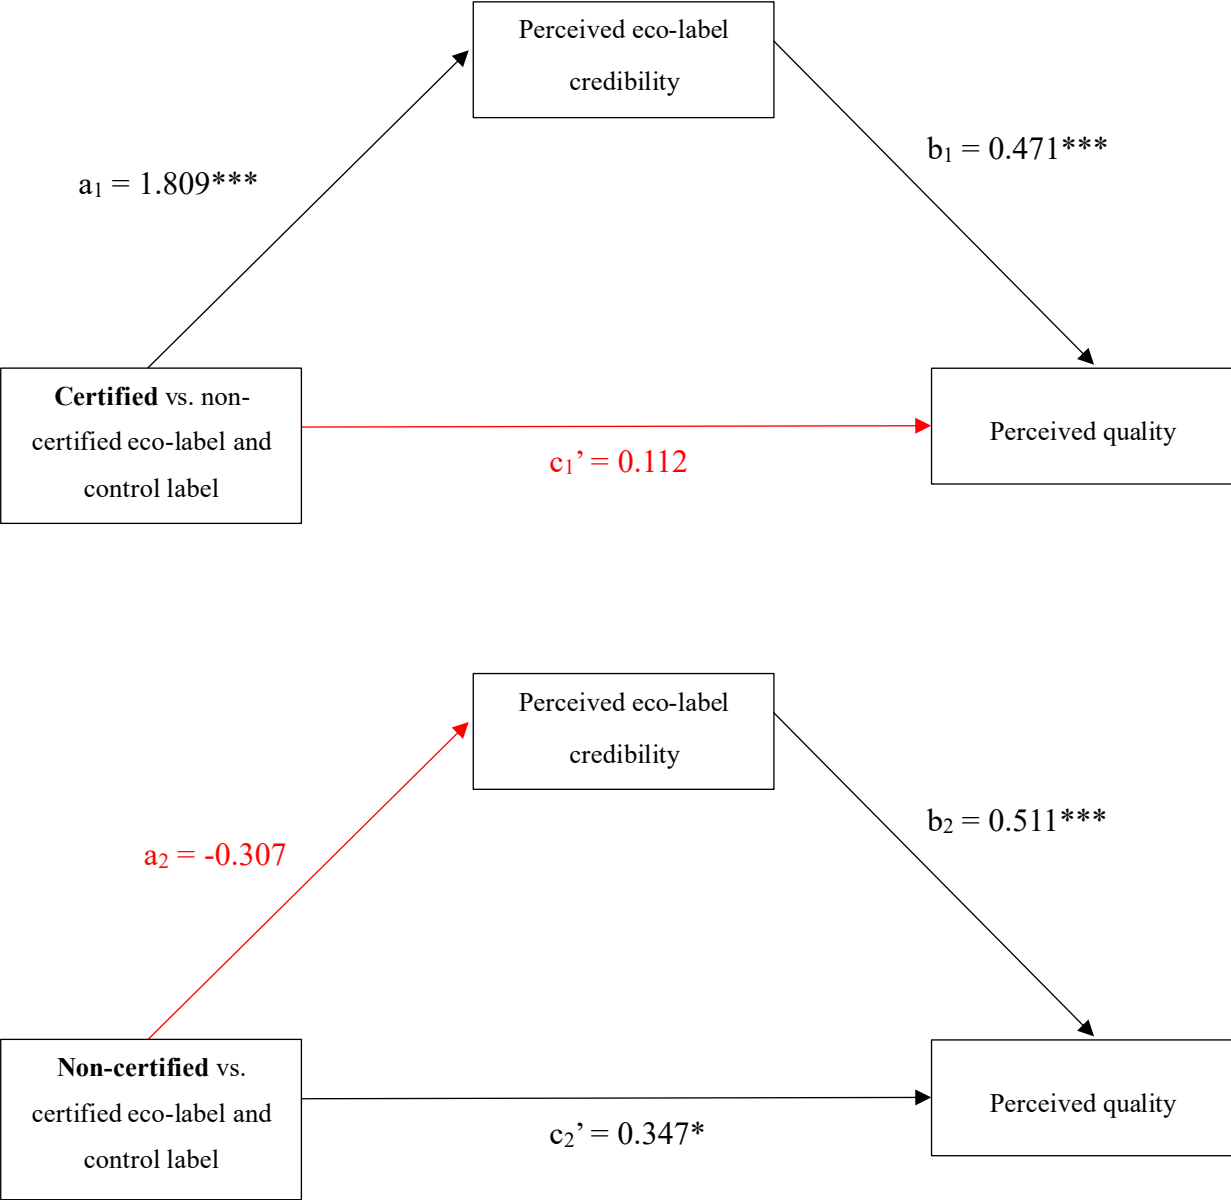 Perceived eco-label
credibility
a₁ = 1.809***
b₁ = 0.471***
Certified vs. non-
certified eco-label and
control label
c₁’ = 0.112
Perceived quality
Perceived eco-label
credibility
a₂ = -0.307
b₂ = 0.511***
Non-certified vs.
certified eco-label and
control label
c₂’ = 0.347*
Perceived quality